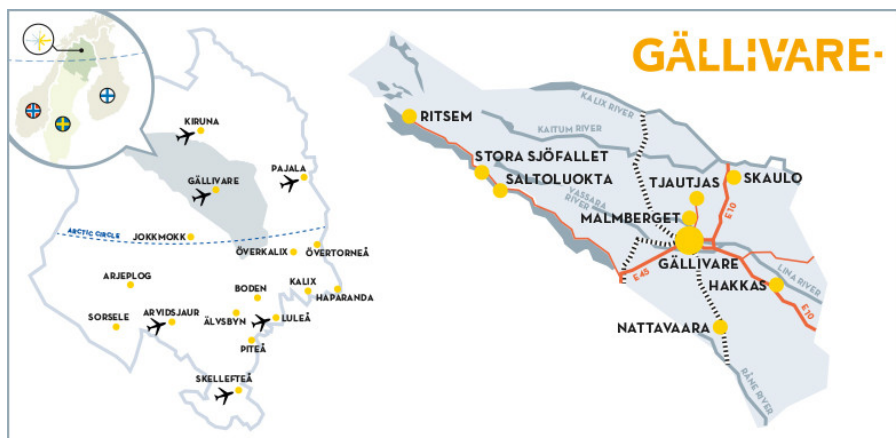 GÄLLIVARE-
KIRUNA
GÄLLIVARE
PAJALA
ARCTIC CIRCLE
JOKKMOKK
ÖVERKALIX
ÖVERTORNEÅ
ARJEPLOG
BODEN
KALIX
HAPARANDA
SORSELE
ARVIDSJAUR
ÄLVSBYN
LULEÅ
PITEÅ
SKELLEFTEÅ
RITSEM
KALIX RIVER
KAITUM RIVER
STORA SJÖFALLET
SALTOLUOKTA
VASSARA
RIVER
TJAUTJAS
SKAULO
MALMBERGET
E10
GÄLLIVARE
E45
LINA RIVER
HAKKAS
E10
NATTAVAARA
RÅNE RIVER